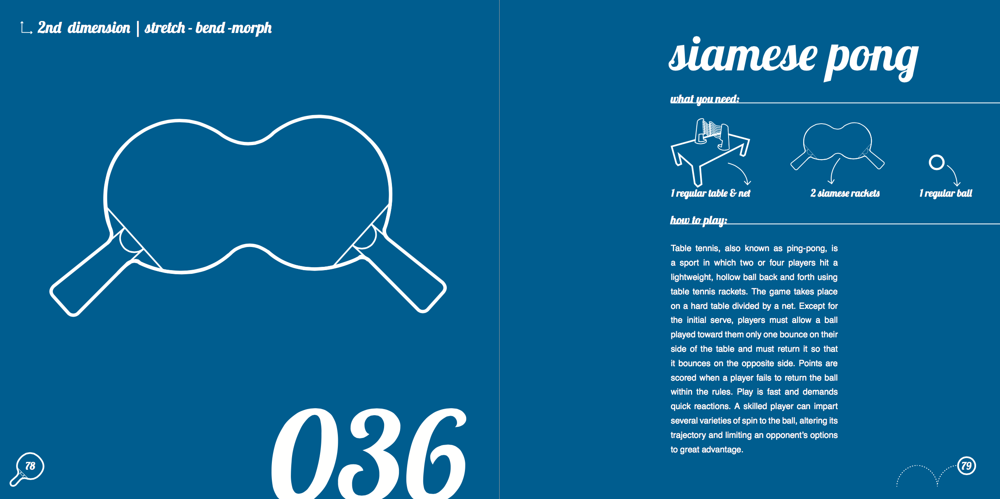 2nd dimension | stretch - bend -morph
036
78
siamese pong
what you need:
1 regular table & net
2 siamese rackets
1 regular ball
how to play:
Table tennis, also known as ping-pong, is
a sport in which two or four players hit a
lightweight, hollow ball back and forth using
table tennis rackets. The game takes place
on a hard table divided by a net. Except for
the initial serve, players must allow a ball
played toward them only one bounce on their
side of the table and must return it so that
it bounces on the opposite side. Points are
scored when a player fails to return the ball
within the rules. Play is fast and demands
quick reactions. A skilled player can impart
several varieties of spin to the ball, altering its
trajectory and limiting an opponent’s options
to great advantage.
79